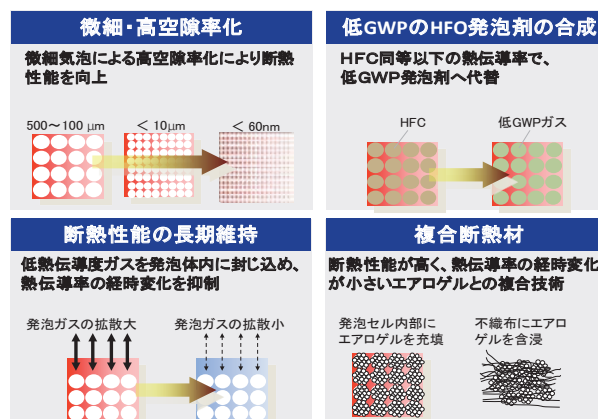 微細・高空隙率化
微細気泡による高空隙率化により断熱
性能を向上
500～100 μm
＜ 10μm
＜ 60nm
低GWPのHFO発泡剤の合成
ＨＦＣ同等以下の熱伝導率で、
低ＧＷＰ発泡剤へ代替
HFC
低GWPガス
断熱性能の長期維持
低熱伝導度ガスを発泡体内に封じ込め、
熱伝導率の経時変化を抑制
発泡ガスの拡散大
発泡ガスの拡散小
複合断熱材
断熱性能が高く、熱伝導率の経時変化
が小さいエアロゲルとの複合技術
発泡セル内部に
エアロゲルを充填
不織布にエアロ
ゲルを含浸